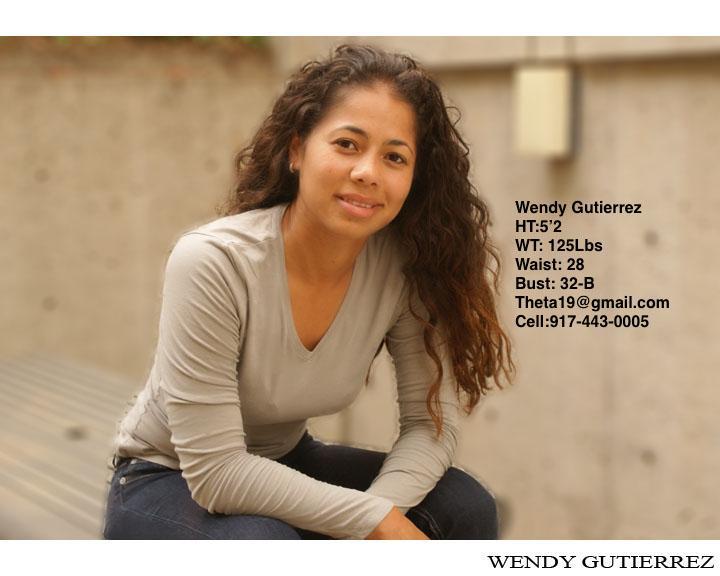 Wendy Gutierrez
HT:5'2
WT: 125Lbs
Waist: 28
Bust: 32-B
Theta19@gmail.com
Cell:917-443-0005
WENDY GUTIERREZ